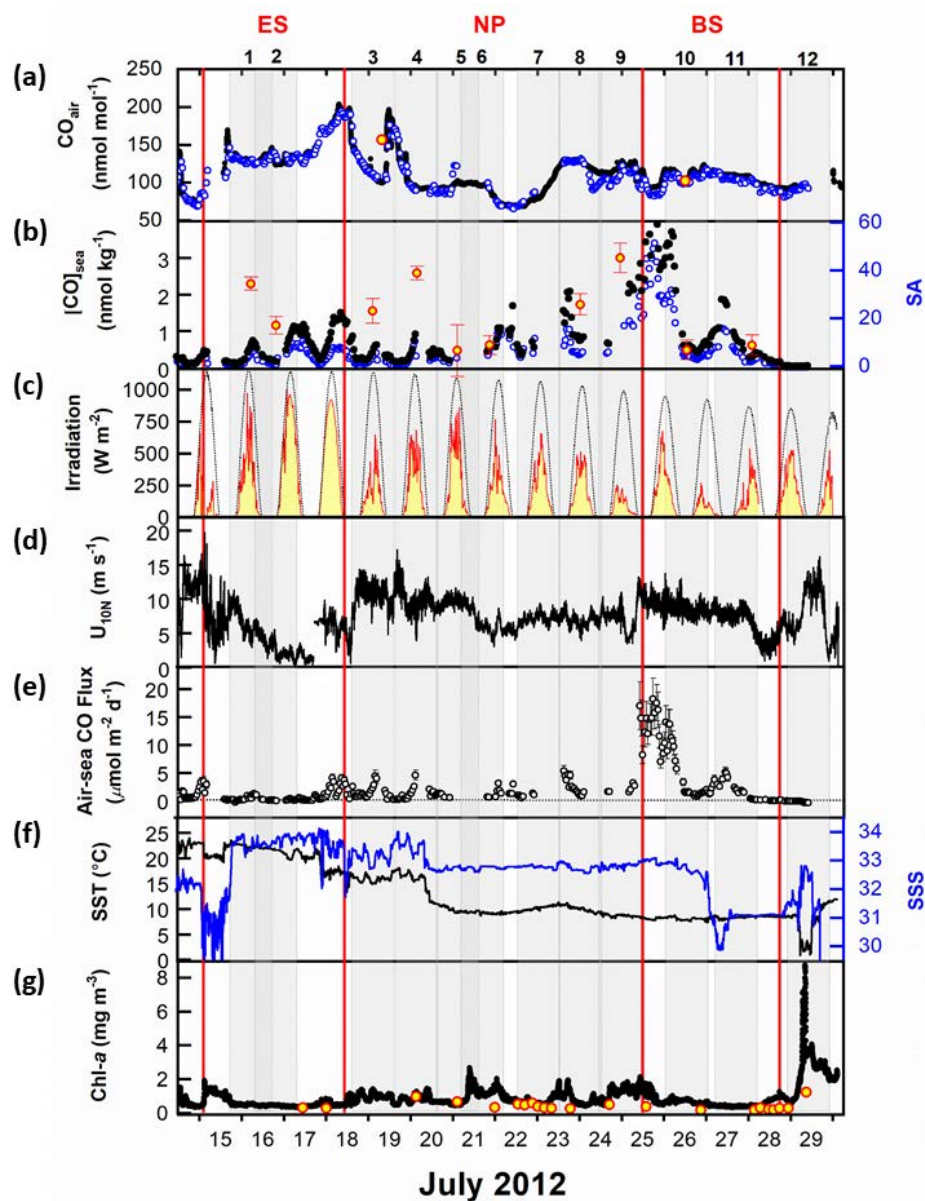 ES NP BS
1 2 3 4 5 6 7 8 9 10 11 12
(a)
CO_air
(nmol mol⁻¹)
250
200
150
100
50
(b)
[CO]_sea
(nmol kg⁻¹)
3
2
1
0
60
40
20
0
SA
(c)
Irradiation
(W m⁻²)
1000
750
500
250
0
(d)
U_10N (m s⁻¹)
20
15
10
5
0
(e)
Air-sea CO Flux
(μmol m⁻² d⁻¹)
20
15
10
5
0
(f)
SST (°C)
25
20
15
10
5
0
34
33
32
31
30
SSS
(g)
Chl-a (mg m⁻³)
8
6
4
2
0
15 16 17 18 19 20 21 22 23 24 25 26 27 28 29
July 2012